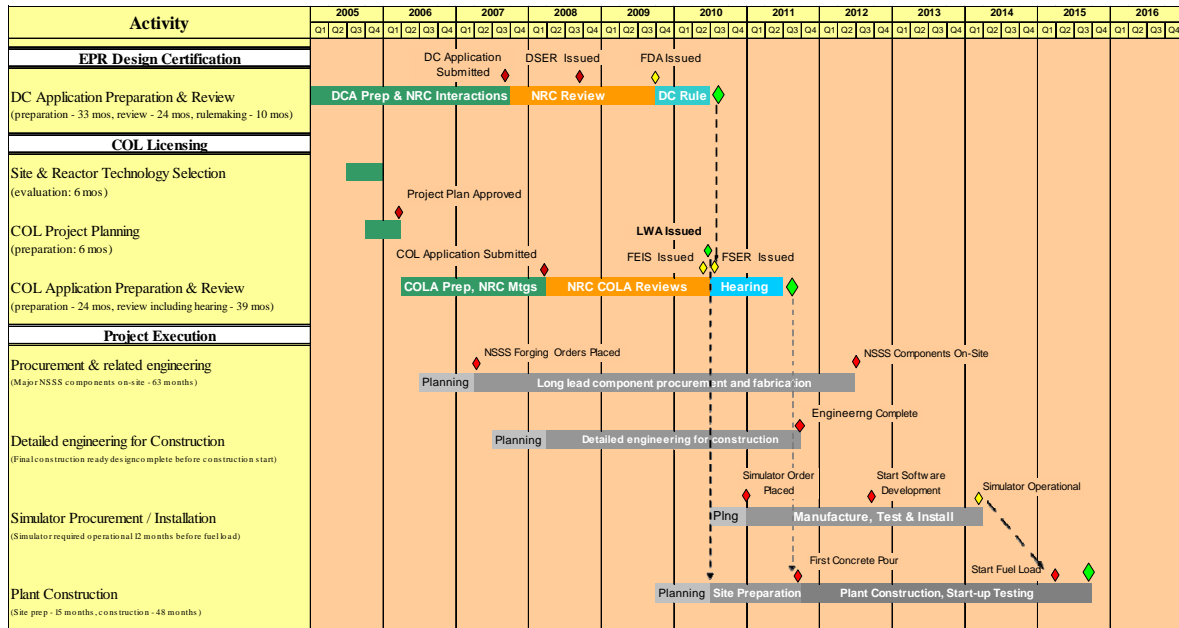 Activity
2005 2006 2007 2008 2009 2010 2011 2012 2013 2014 2015 2016
Q1 Q2 Q3 Q4 Q1 Q2 Q3 Q4 Q1 Q2 Q3 Q4 Q1 Q2 Q3 Q4 Q1 Q2 Q3 Q4 Q1 Q2 Q3 Q4 Q1 Q2 Q3 Q4 Q1 Q2 Q3 Q4 Q1 Q2 Q3 Q4 Q1 Q2 Q3 Q4 Q1 Q2 Q3 Q4 Q1 Q2 Q3 Q4
EPR Design Certification
DC Application
Submitted
DSER Issued
FDA Issued
DC Application Preparation & Review
(preparation - 33 mos, review - 24 mos, rulemaking - 10 mos)
DCA Prep & NRC Interactions
NRC Review
DC Rule
COL Licensing
Site & Reactor Technology Selection
(evaluation: 6 mos)
Project Plan Approved
COL Project Planning
(preparation: 6 mos)
LWA Issued
COL Application Submitted
FEIS Issued
FSER Issued
COL Application Preparation & Review
(preparation - 24 mos, review including hearing - 39 mos)
COLA Prep, NRC Mtgs
NRC COLA Reviews
Hearing
Project Execution
NSSS Forging Orders Placed
NSSS Components On-Site
Procurement & related engineering
(Major NSSS components on-site - 63 months)
Planning
Long lead component procurement and fabrication
Engineerng Complete
Detailed engineering for Construction
(Final construction ready designcomplete before construction start)
Planning
Detailed engineering for construction
Simulator Order
Placed
Start Software
Development
Simulator Operational
Simulator Procurement / Installation
(Simulator required operational 12 months before fuel load)
Plng
Manufacture, Test & Install
First Concrete Pour
Start Fuel Load
Plant Construction
(Site prep - 15 months, construction - 48 months)
Planning
Site Preparation
Plant Construction, Start-up Testing